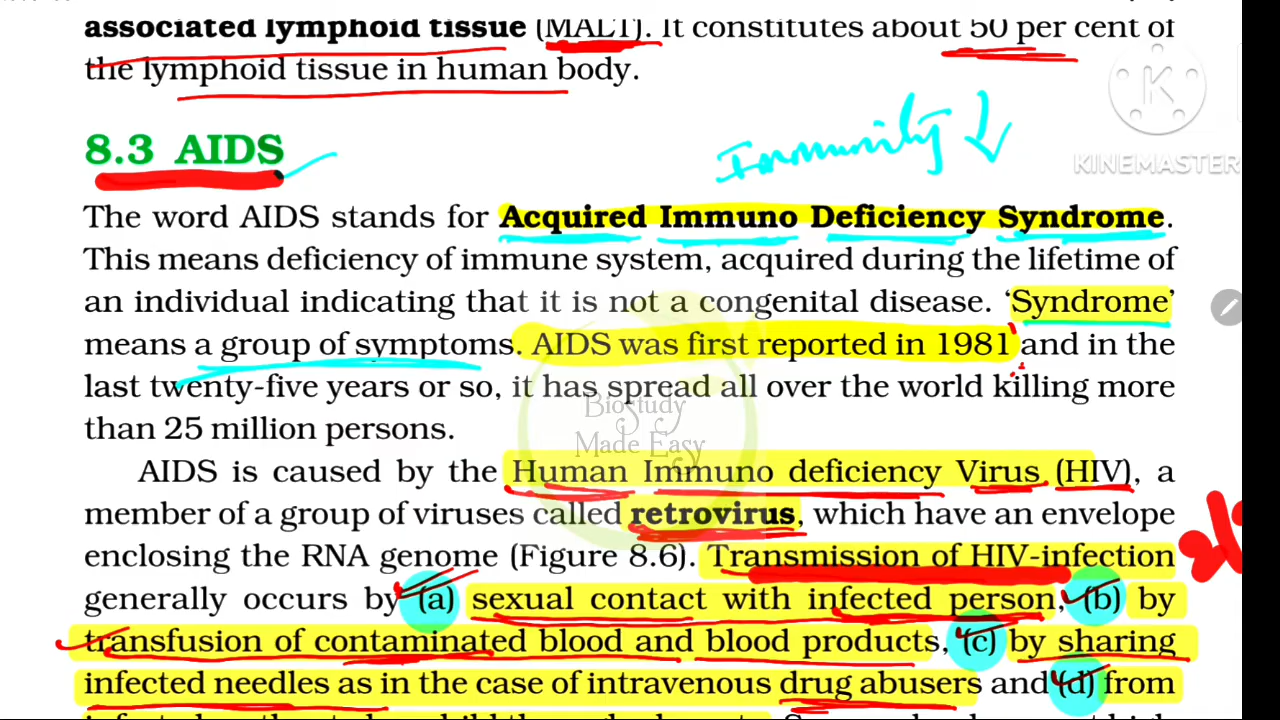 associated lymphoid tissue (MALT). It constitutes about 50 per cent of
the lymphoid tissue in human body.
Immunity ↓
KINEMASTER
8.3 AIDS
The word AIDS stands for Acquired Immuno Deficiency Syndrome.
This means deficiency of immune system, acquired during the lifetime of
an individual indicating that it is not a congenital disease. ‘Syndrome’
means a group of symptoms. AIDS was first reported in 1981 and in the
last twenty-five years or so, it has spread all over the world killing more
than 25 million persons.
BioStudy
Made Easy
AIDS is caused by the Human Immuno deficiency Virus (HIV), a
member of a group of viruses called retrovirus, which have an envelope
enclosing the RNA genome (Figure 8.6). Transmission of HIV-infection
generally occurs by (a) sexual contact with infected person, (b) by
transfusion of contaminated blood and blood products, (c) by sharing
infected needles as in the case of intravenous drug abusers and (d) from